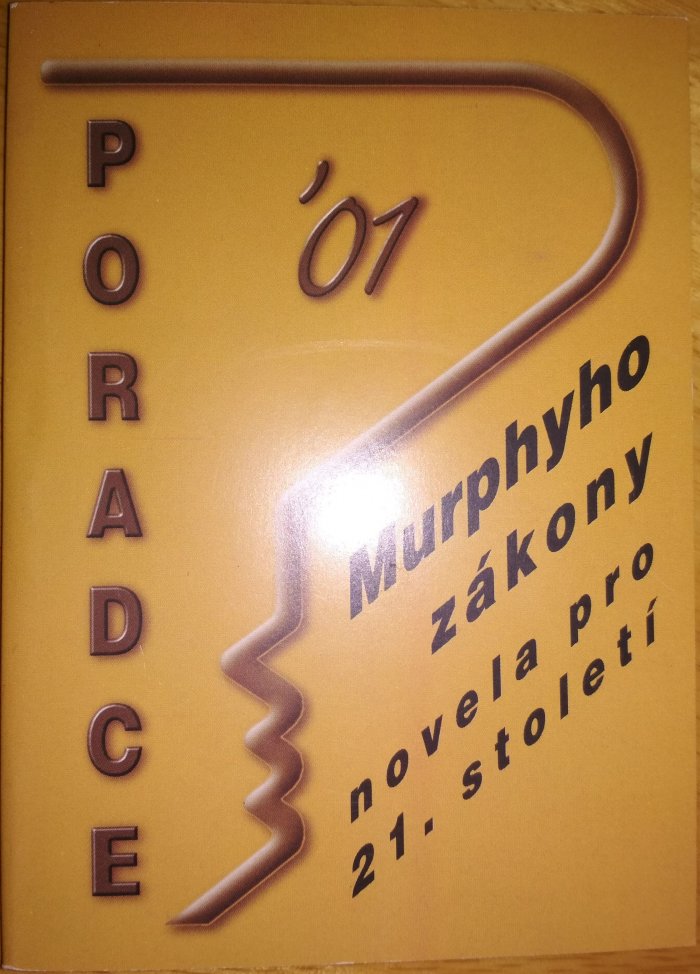 PORADCE
'01
Murphyho
zákony
novela pro
21. století